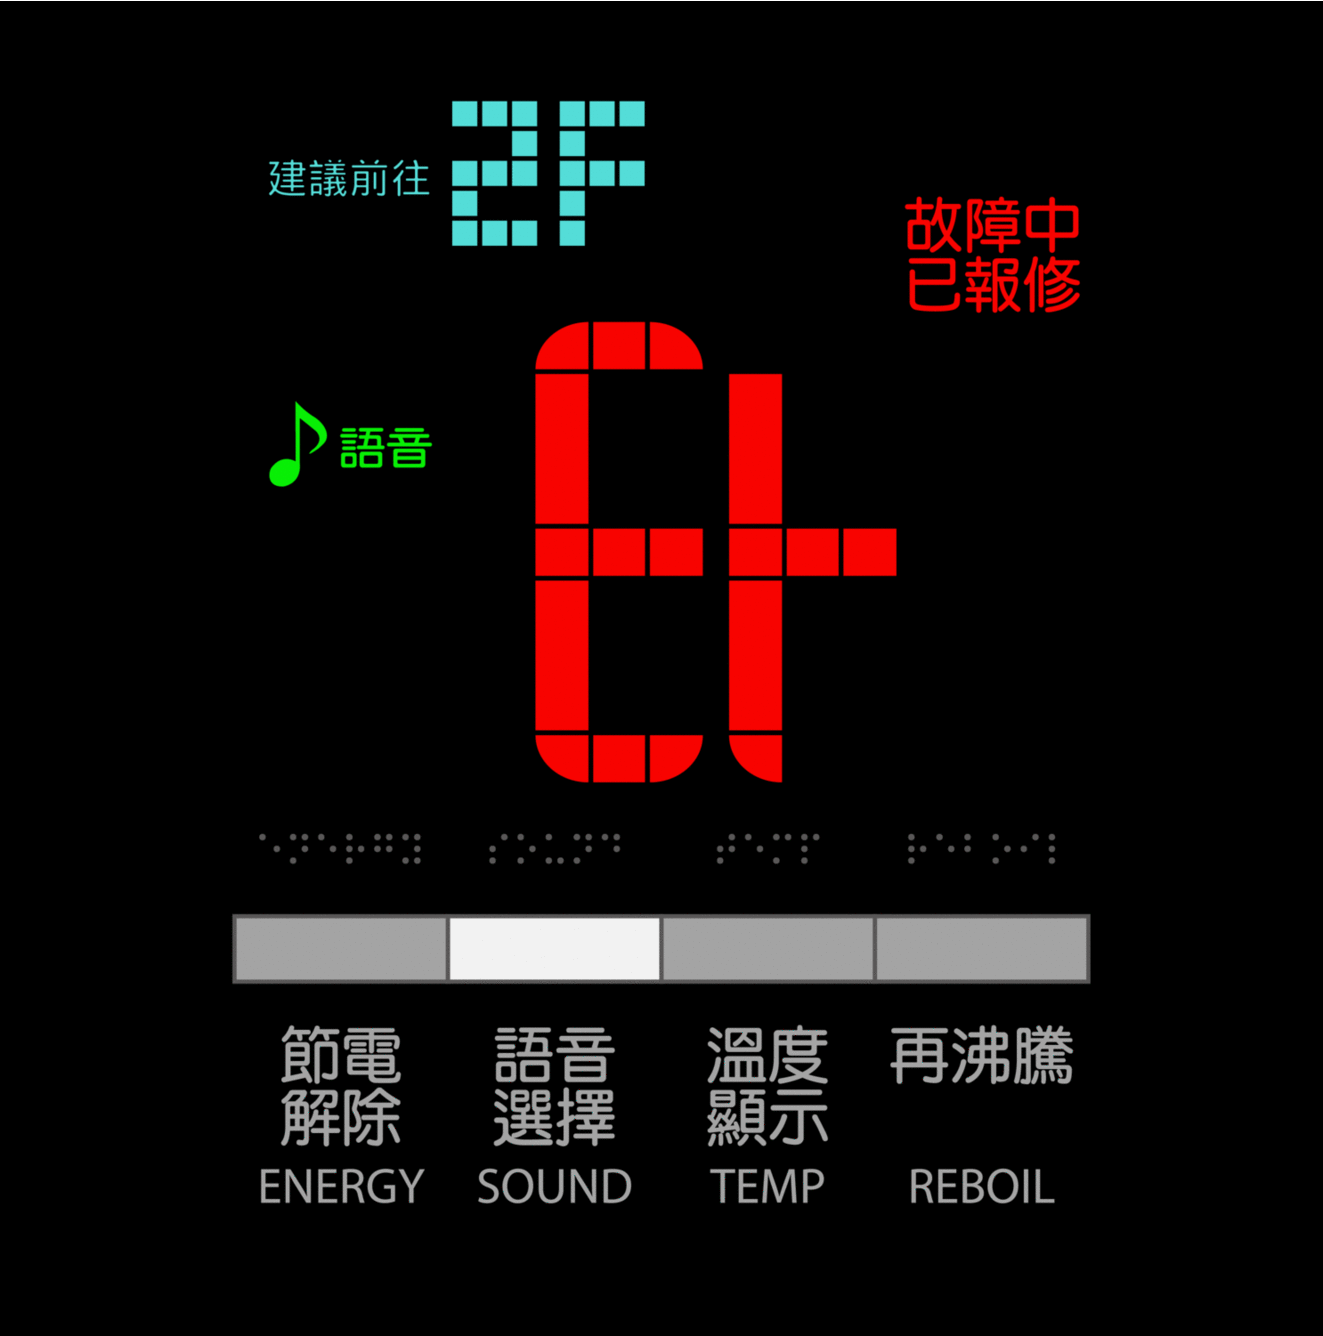 建議前往 2F
故障中
已報修
♪語音
Et
⠑⠝⠑⠗⠛⠽ ⠎⠕⠥⠝⠙ ⠞⠑⠍⠏ ⠗⠑⠃⠕⠊⠇
節電 語音 溫度 再沸騰
解除 選擇 顯示
ENERGY SOUND TEMP REBOIL